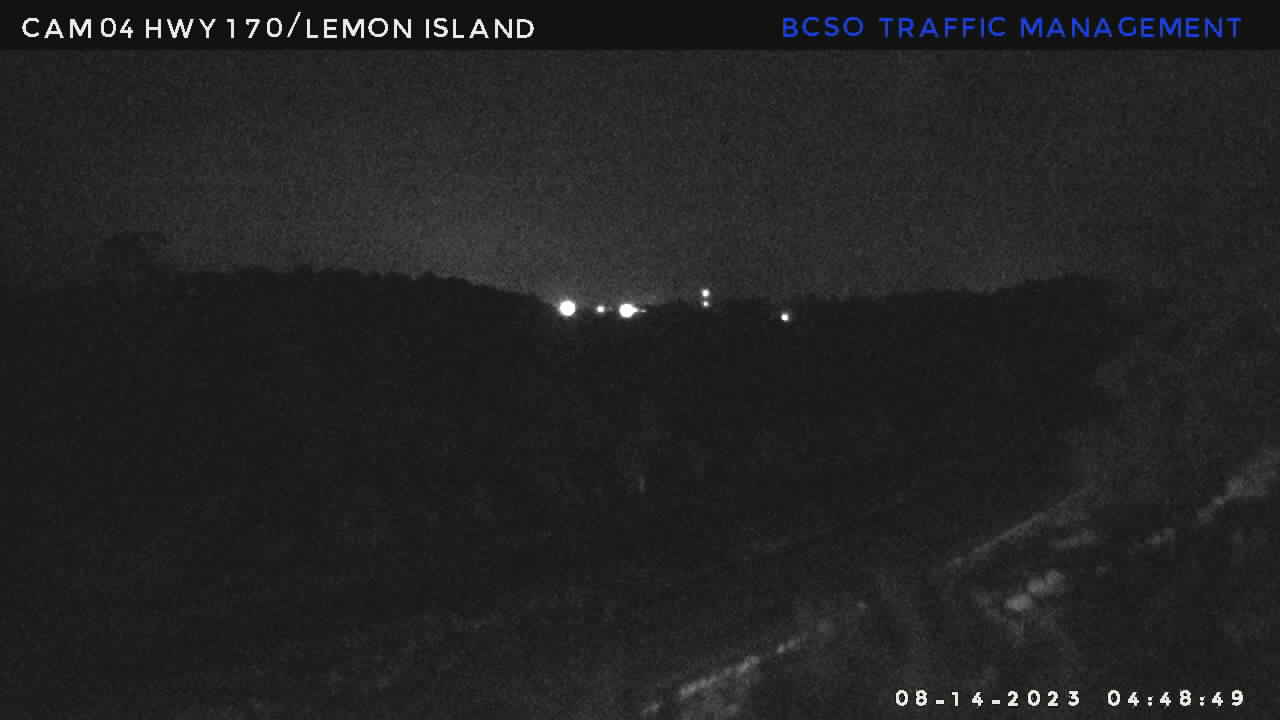 CAM04 HWY 170/LEMON ISLAND
BCSO TRAFFIC MANAGEMENT
08-14-2023 04:48:49